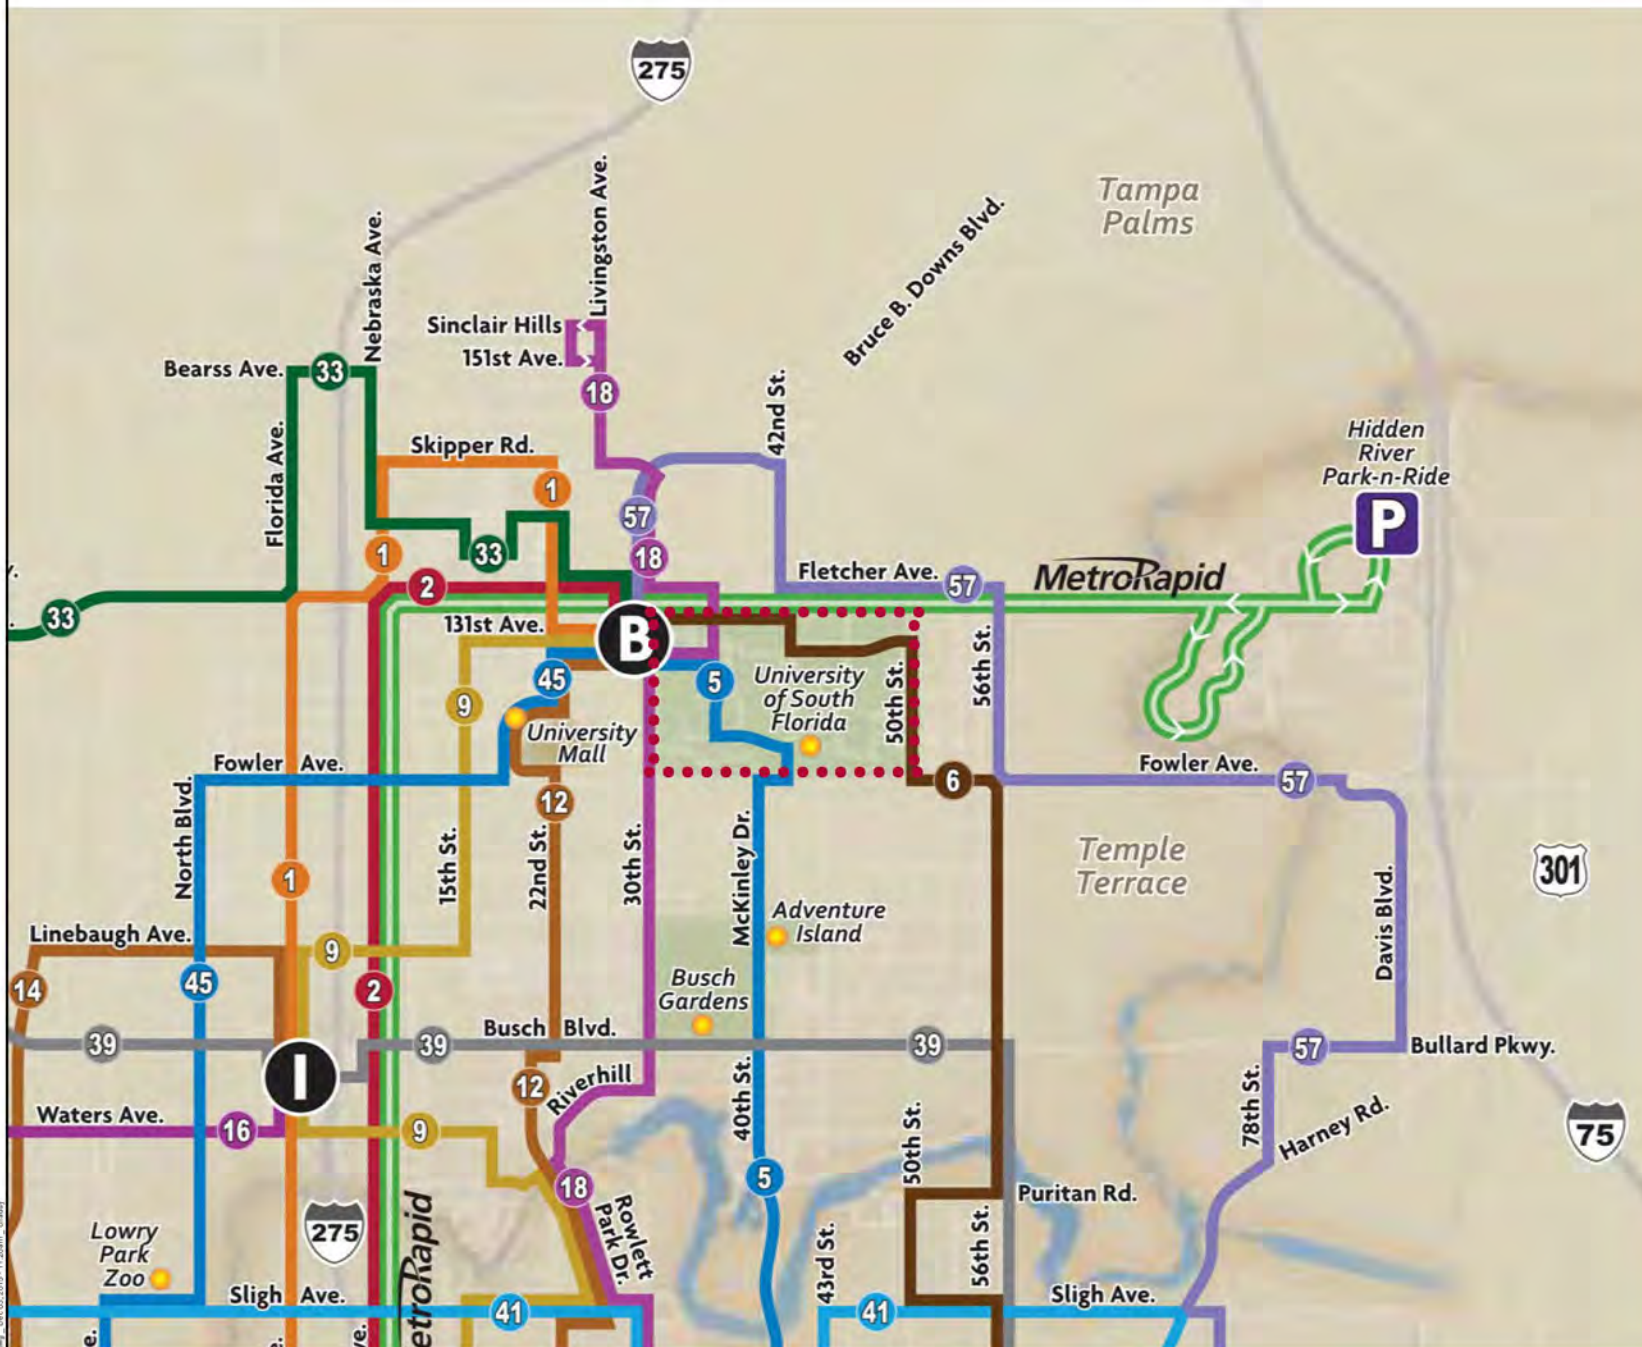 275
Livingston Ave.
Tampa
Palms
Bruce B. Downs Blvd.
Nebraska Ave.
Sinclair Hills
151st Ave.
Bearss Ave.
33
18
42nd St.
Skipper Rd.
Florida Ave.
Hidden
River
Park-n-Ride
P
1
57
33
1
18
2
Fletcher Ave.
57
MetroRapid
33
131st Ave.
B
45
5
University
of South
Florida
50th St.
56th St.
9
University
Mall
Fowler Ave.
6
Fowler Ave.
57
North Blvd.
12
15th St.
22nd St.
30th St.
McKinley Dr.
Temple
Terrace
301
1
Adventure
Island
Davis Blvd.
Linebaugh Ave.
9
45
14
2
Busch
Gardens
Busch Blvd.
39
39
39
57
Bullard Pkwy.
I
12
Riverhill
40th St.
50th St.
78th St.
Harney Rd.
75
Waters Ave.
16
9
5
18
Puritan Rd.
Rowlett
Park Dr.
275
Lowry
Park
Zoo
43rd St.
56th St.
Sligh Ave.
41
41
Sligh Ave.